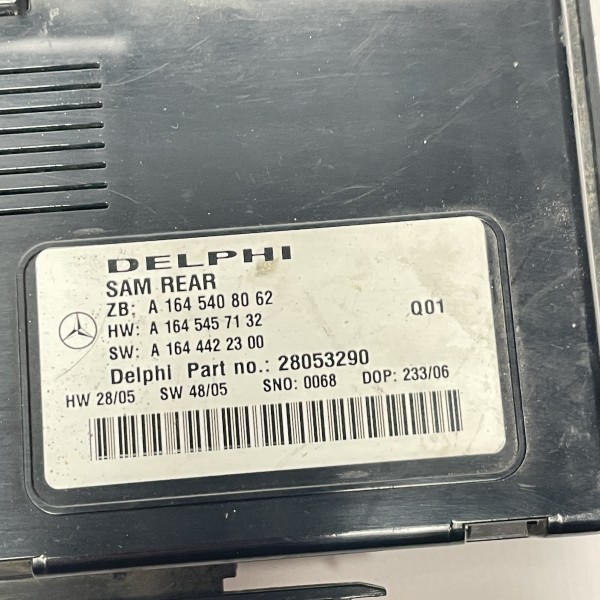 DELPHI
SAM REAR
ZB: A 164 540 80 62
HW: A 164 545 71 32 Q01
SW: A 164 442 23 00
Delphi Part no.: 28053290
HW 28/05 SW 48/05 SNO: 0068 DOP: 233/06